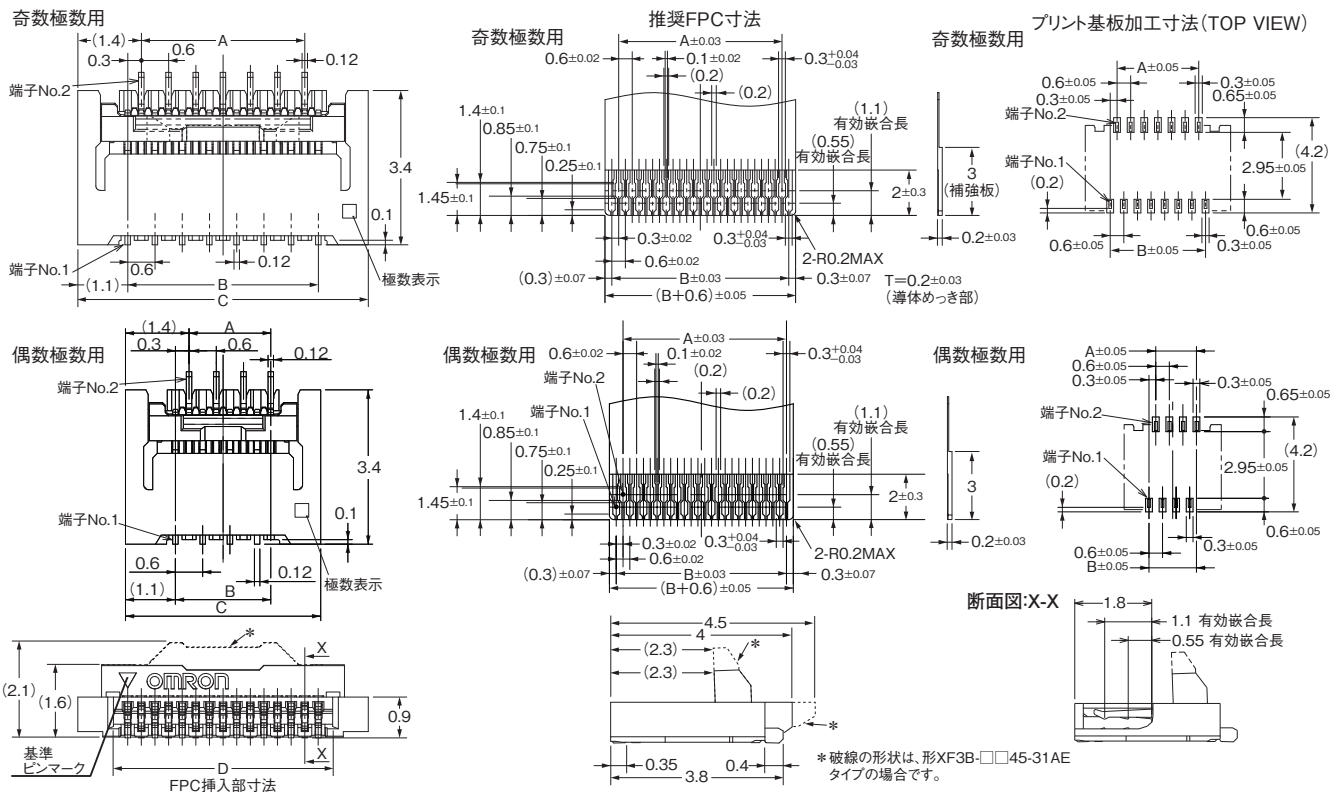 奇数極数用
(1.4)
A
0.3
0.6
0.12
端子No.2
3.4
0.1
端子No.1
0.6
0.12
極数表示
(1.1)
B
C
推奨FPC寸法
奇数極数用
A±0.03
0.6±0.02
0.1±0.02
0.3+0.04-0.03
(0.2)
(0.2)
1.4±0.1
0.85±0.1
0.75±0.1
0.25±0.1
1.45±0.1
(1.1)
有効嵌合長
(0.55)
有効嵌合長
2±0.3
3
(補強板)
0.3±0.02
0.3+0.04-0.03
0.2±0.03
0.6±0.02
2-R0.2MAX
(0.3)±0.07
B±0.03
0.3±0.07
(B+0.6)±0.05
T=0.2±0.03
(導体めっき部)
プリント基板加工寸法(TOP VIEW)
奇数極数用
A±0.05
0.6±0.05
0.3±0.05
0.3±0.05
0.65±0.05
端子No.2
端子No.1
(0.2)
2.95±0.05
(4.2)
0.6±0.05
0.6±0.05
0.3±0.05
B±0.05
偶数極数用
(1.4)
A
0.3
0.6
0.12
端子No.2
3.4
端子No.1
0.1
0.6
0.12
極数表示
(1.1)
B
C
偶数極数用
A±0.03
0.6±0.02
0.1±0.02
0.3+0.04-0.03
(0.2)
(0.2)
端子No.2
端子No.1
1.4±0.1
0.85±0.1
0.75±0.1
0.25±0.1
1.45±0.1
(1.1)
有効嵌合長
(0.55)
有効嵌合長
2±0.3
3
0.3±0.02
0.3+0.04-0.03
0.2±0.03
0.6±0.02
2-R0.2MAX
(0.3)±0.07
B±0.03
0.3±0.07
(B+0.6)±0.05
偶数極数用
A±0.05
0.6±0.05
0.3±0.05
0.3±0.05
0.65±0.05
端子No.2
端子No.1
(0.2)
2.95±0.05
(4.2)
0.6±0.05
0.6±0.05
0.3±0.05
B±0.05
*
X
OMRON
(2.1)
(1.6)
0.9
基準
ピンマーク
X
D
FPC挿入部寸法
4.5
4
(2.3)
(2.3)
*
*
0.35
0.4
3.8
断面図:X-X
1.8
1.1 有効嵌合長
0.55 有効嵌合長
*破線の形状は、形XF3B-□□45-31AE
タイプの場合です。